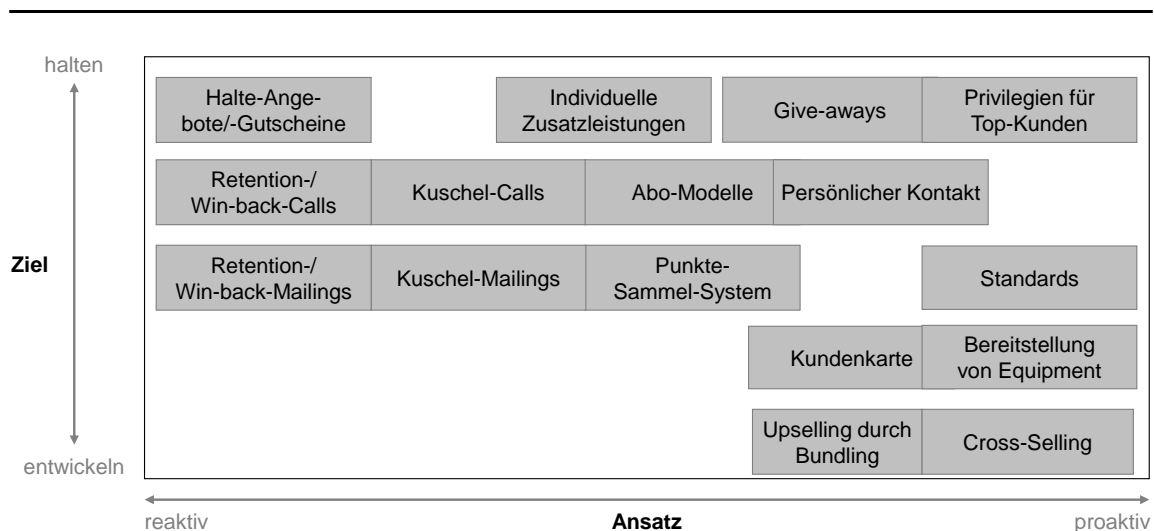 halten
Halte-Ange-
bote/-Gutscheine
Individuelle
Zusatzleistungen
Give-aways
Privilegien für
Top-Kunden
Retention-/
Win-back-Calls
Kuschel-Calls
Abo-Modelle
Persönlicher Kontakt
Ziel
Retention-/
Win-back-Mailings
Kuschel-Mailings
Punkte-
Sammel-System
Standards
Kundenkarte
Bereitstellung
von Equipment
Upselling durch
Bundling
Cross-Selling
entwickeln
reaktiv
Ansatz
proaktiv